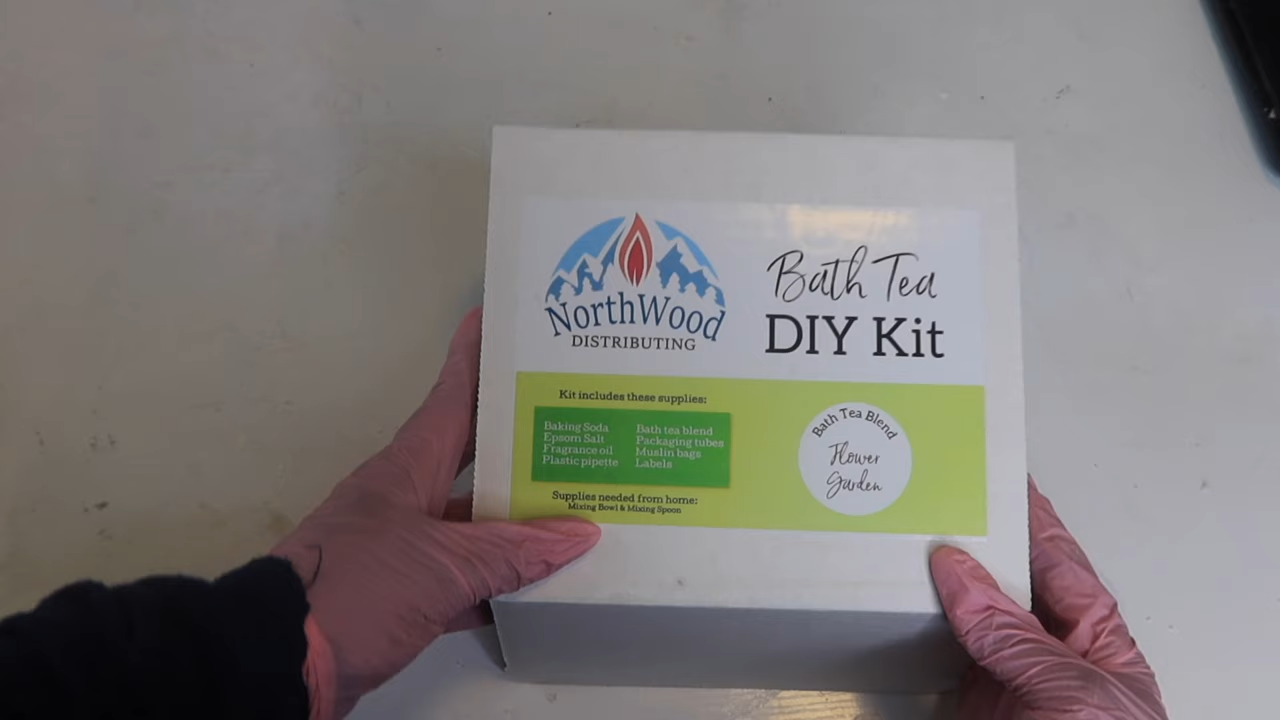 NorthWood
DISTRIBUTING
Bath Tea
DIY Kit
Kit includes these supplies:
Baking Soda
Epsom Salt
Fragrance oil
Plastic pipette
Bath tea blend
Packaging tubes
Muslin bags
Labels
Supplies needed from home:
Mixing Bowl & Mixing Spoon
Bath Tea Blend
Flower
Garden